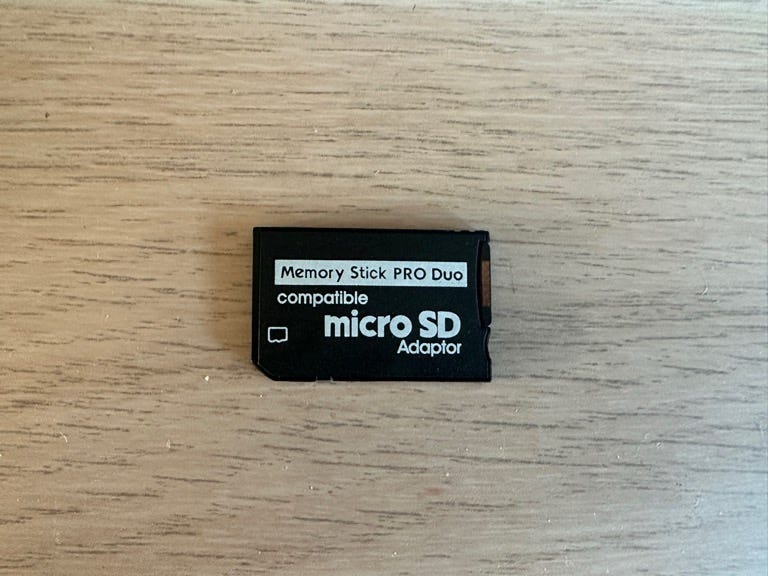 Memory Stick PRO Duo
compatible
micro SD
Adaptor